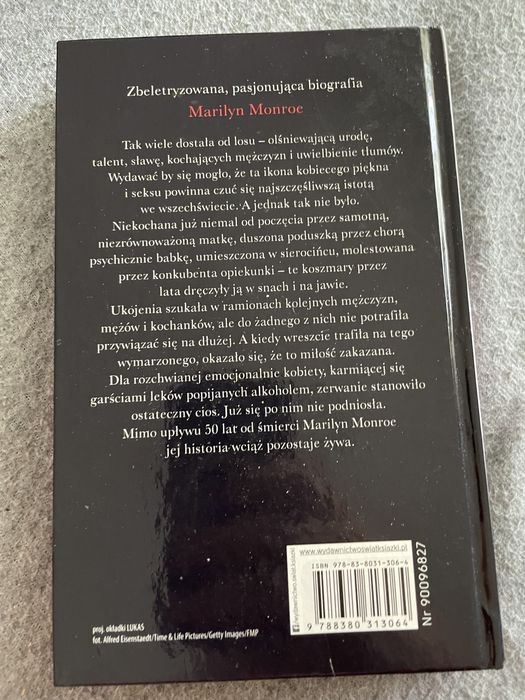 Zbeletryzowana, pasjonująca biografia
Marilyn Monroe
Tak wiele dostała od losu – olśniewającą urodę,
talent, sławę, kochających mężczyzn i uwielbienie tłumów.
Wydawać by się mogło, że ta ikona kobiecego piękna
i seksu powinna czuć się najszczęśliwszą istotą
we wszechświecie. A jednak tak nie było.
Niekochana już niemal od poczęcia przez samotną,
niezrównoważoną matkę, duszona poduszką przez chorą
psychicznie babkę, umieszczona w sierocińcu, molestowana
przez konkubenta opiekunki – te koszmary przez
lata dręczyły ją w snach i na jawie.
Ukojenia szukała w ramionach kolejnych mężczyzn,
mężów i kochanków, ale do żadnego z nich nie potrafiła
przywiązać się na dłużej. A kiedy wreszcie trafiła na tego
wymarzonego, okazało się, że to miłość zakazana.
Dla rozchwianej emocjonalnie kobiety, karmiącej się
garściami leków popijanych alkoholem, zerwanie stanowiło
ostateczny cios. Już się po nim nie podniosła.
Mimo upływu 50 lat od śmierci Marilyn Monroe
jej historia wciąż pozostaje żywa.
www.wydawnictwoswiatksiazki.pl
ISBN 978-83-8031-306-4
9 788380 313064
Nr 90096827
proj. okładki LUKAS
fot. Alfred Eisenstaedt/Time & Life Pictures/Getty Images/FMP